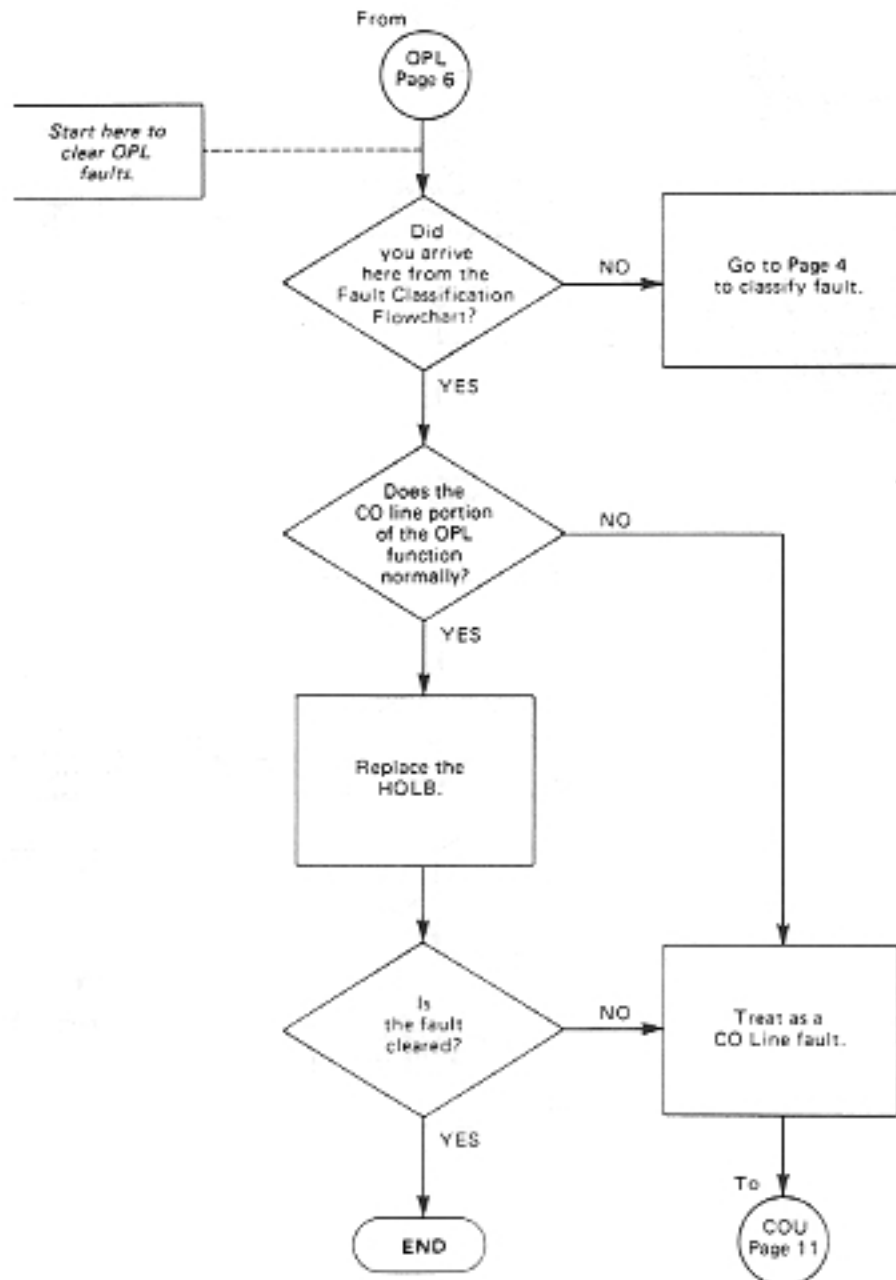 From
OPL
Page 6
Start here to
clear OPL
faults.
Did
you arrive
here from the
Fault Classification
Flowchart?
NO
Go to Page 4
to classify fault.
YES
Does the
CO line portion
of the OPL
function
normally?
NO
YES
Replace the
HOLB.
Is
the fault
cleared?
NO
Treat as a
CO Line fault.
YES
To
END
COU
Page 11